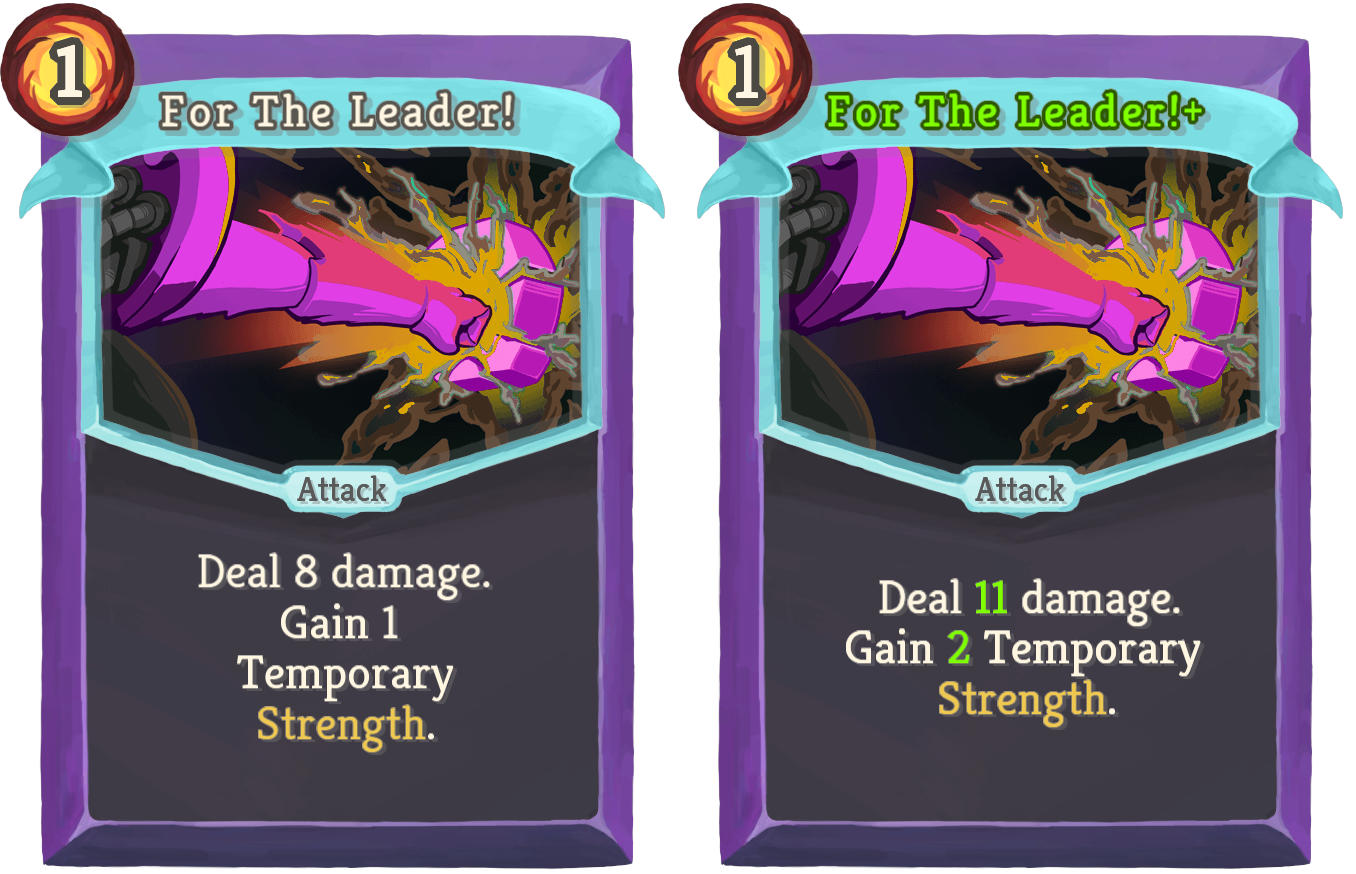 1
For The Leader!
Attack
Deal 8 damage.
Gain 1
Temporary
Strength.
1
For The Leader!+
Attack
Deal 11 damage.
Gain 2 Temporary
Strength.